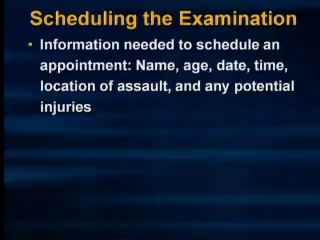 Scheduling the Examination
• Information needed to schedule an
appointment: Name, age, date, time,
location of assault, and any potential
injuries